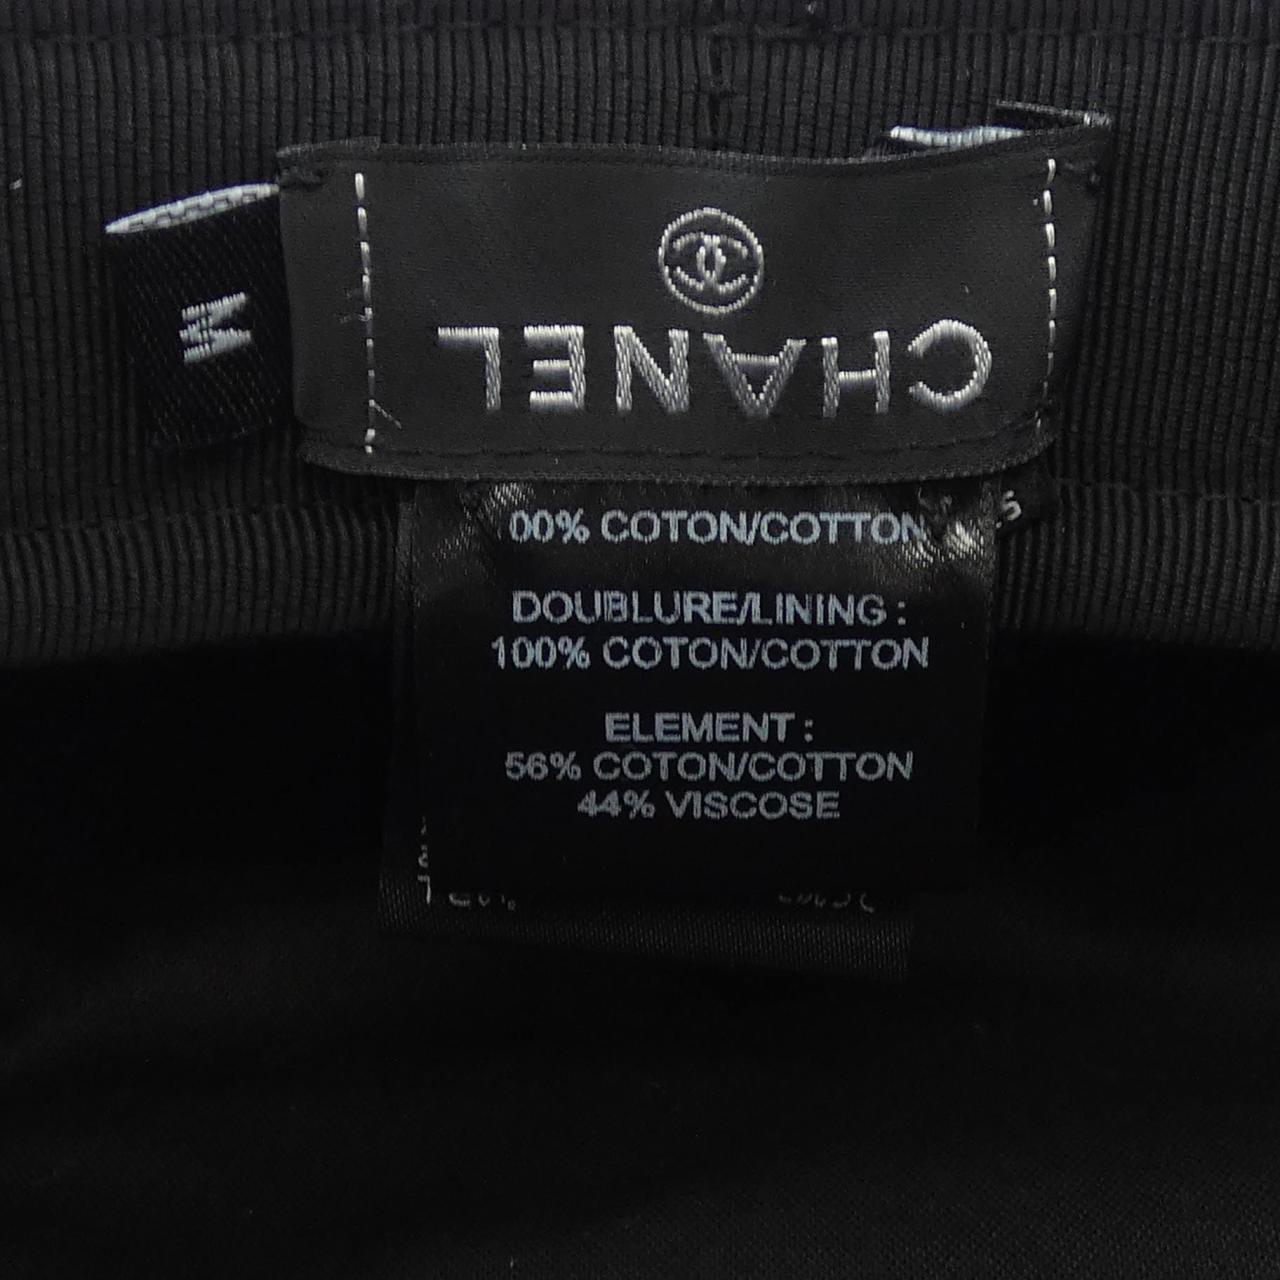 M
CHANEL
00% COTON/COTTON
DOUBLURE/LINING :
100% COTON/COTTON
ELEMENT :
56% COTON/COTTON
44% VISCOSE